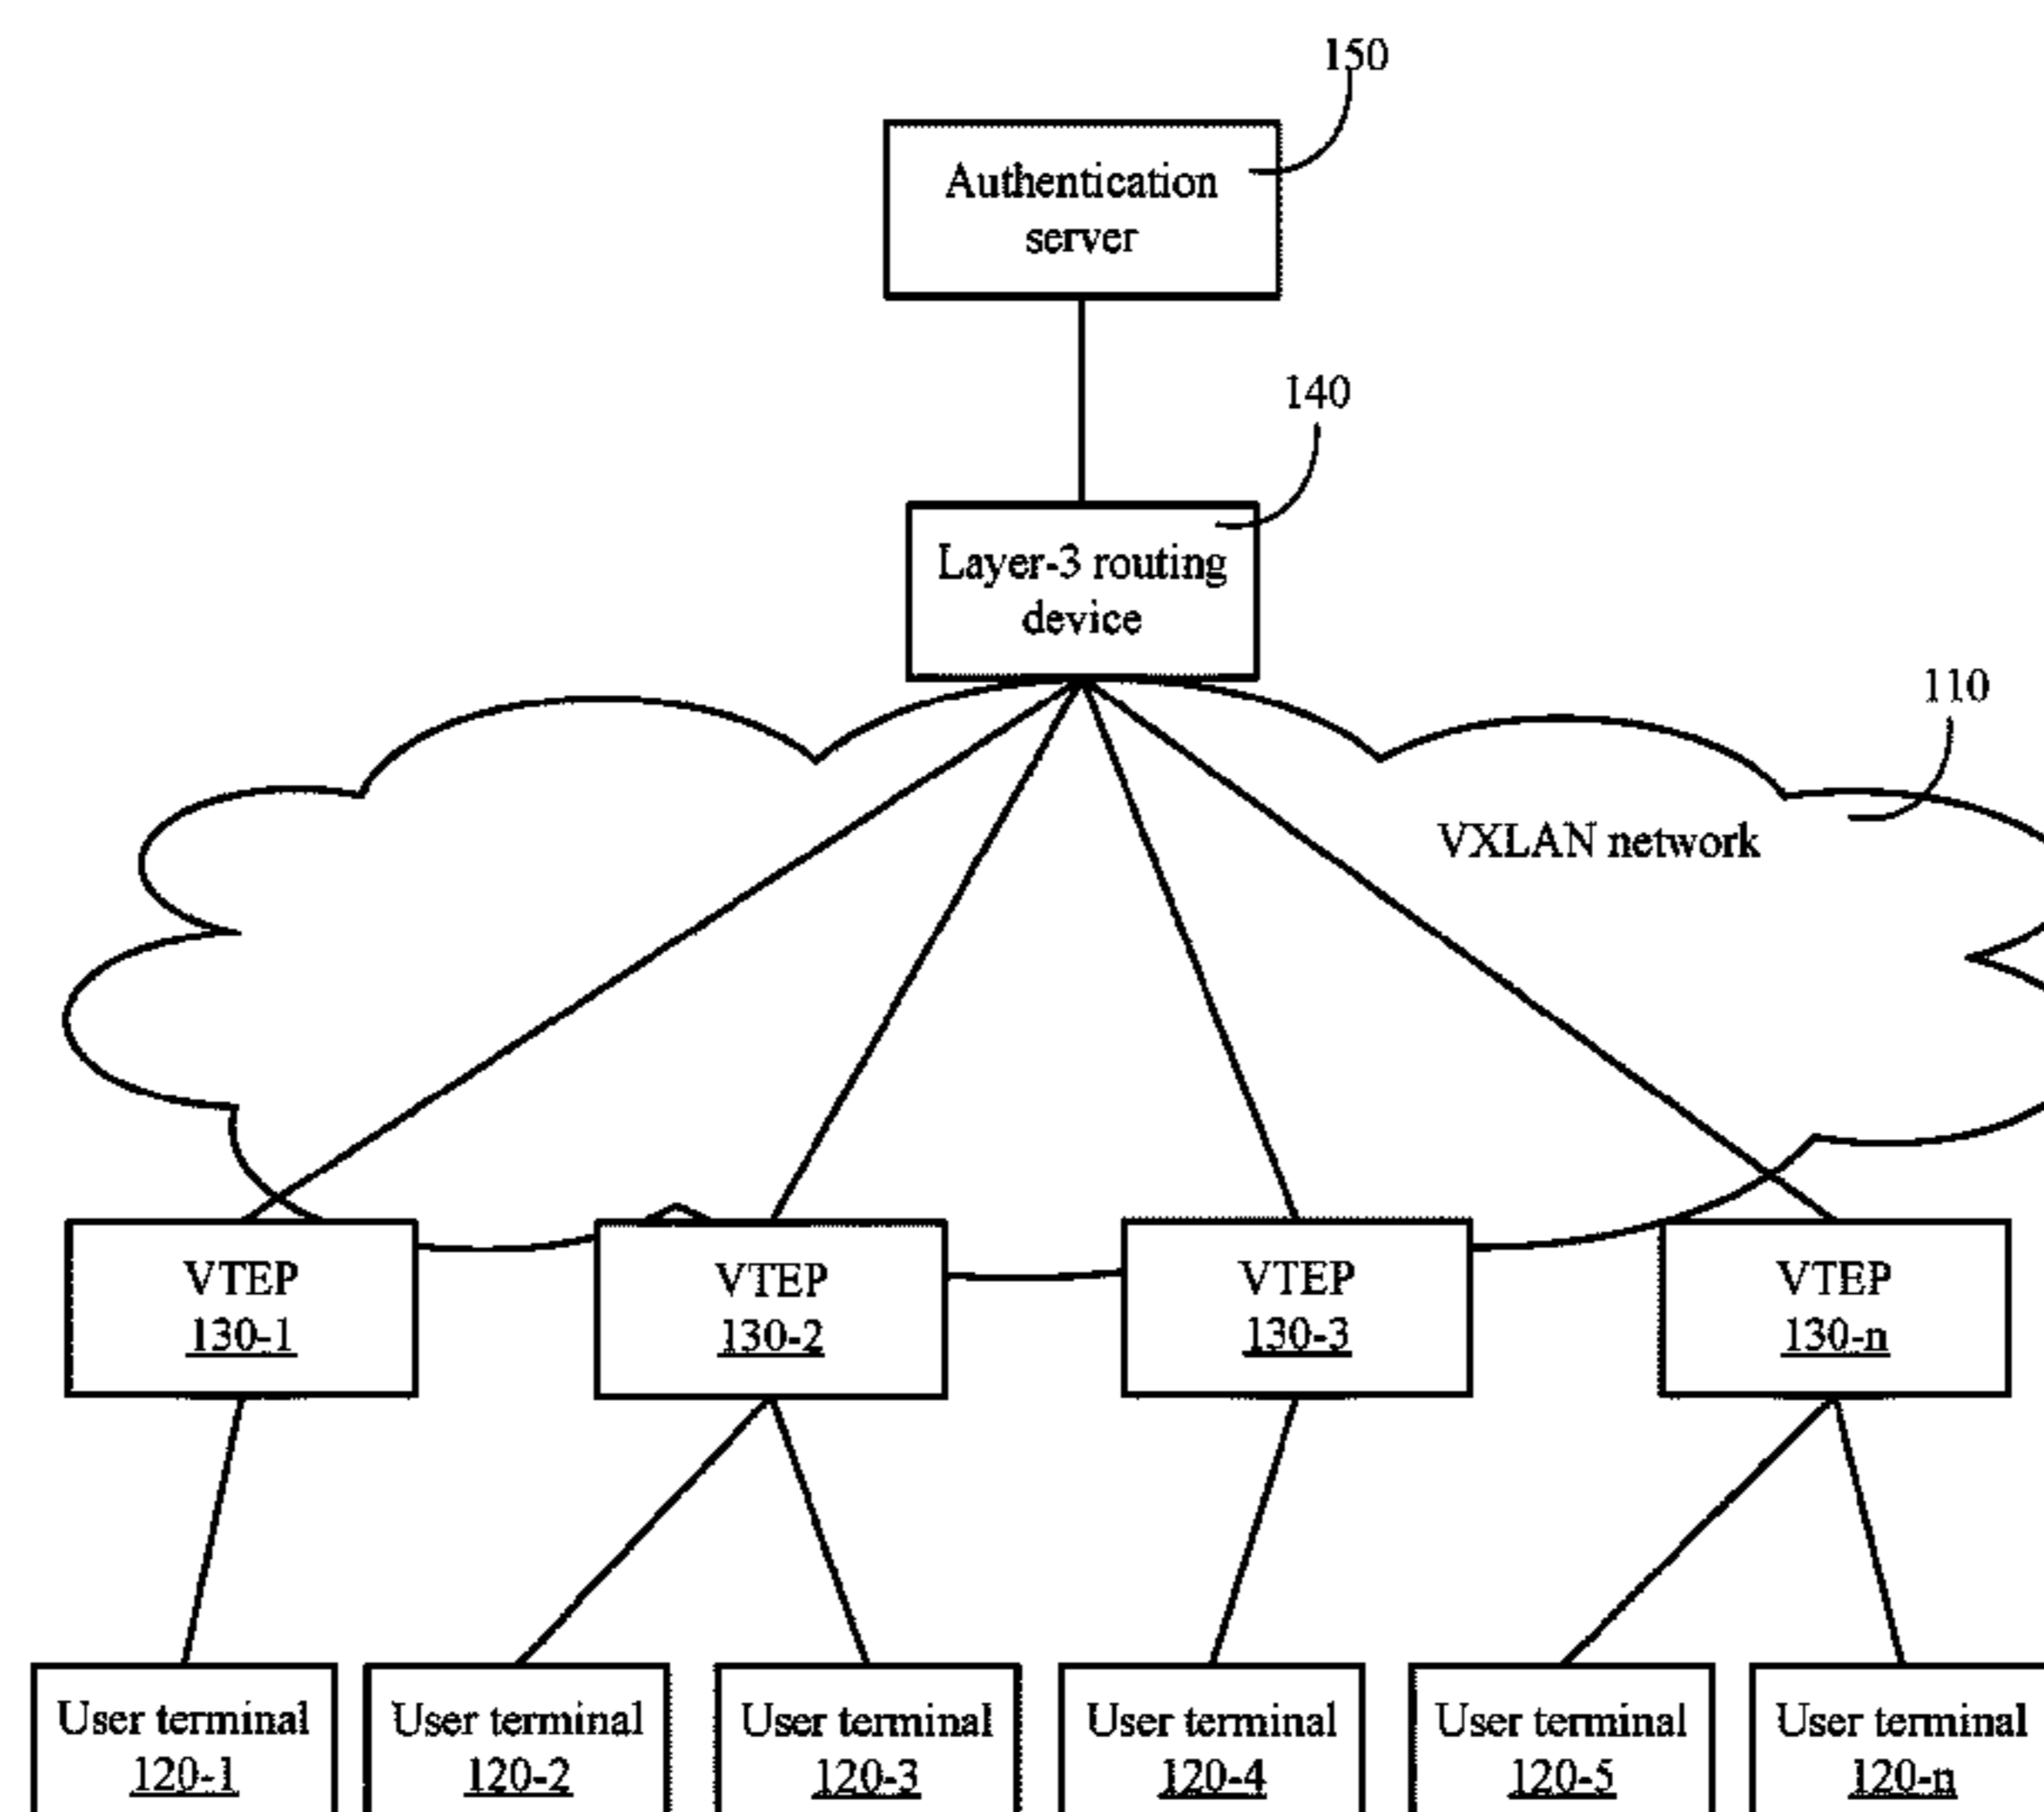 150
Authentication
server
140
Layer-3 routing
device
110
VXLAN network
VTEP
130-1
VTEP
130-2
VTEP
130-3
VTEP
130-n
User terminal
120-1
User terminal
120-2
User terminal
120-3
User terminal
120-4
User terminal
120-5
User terminal
120-n